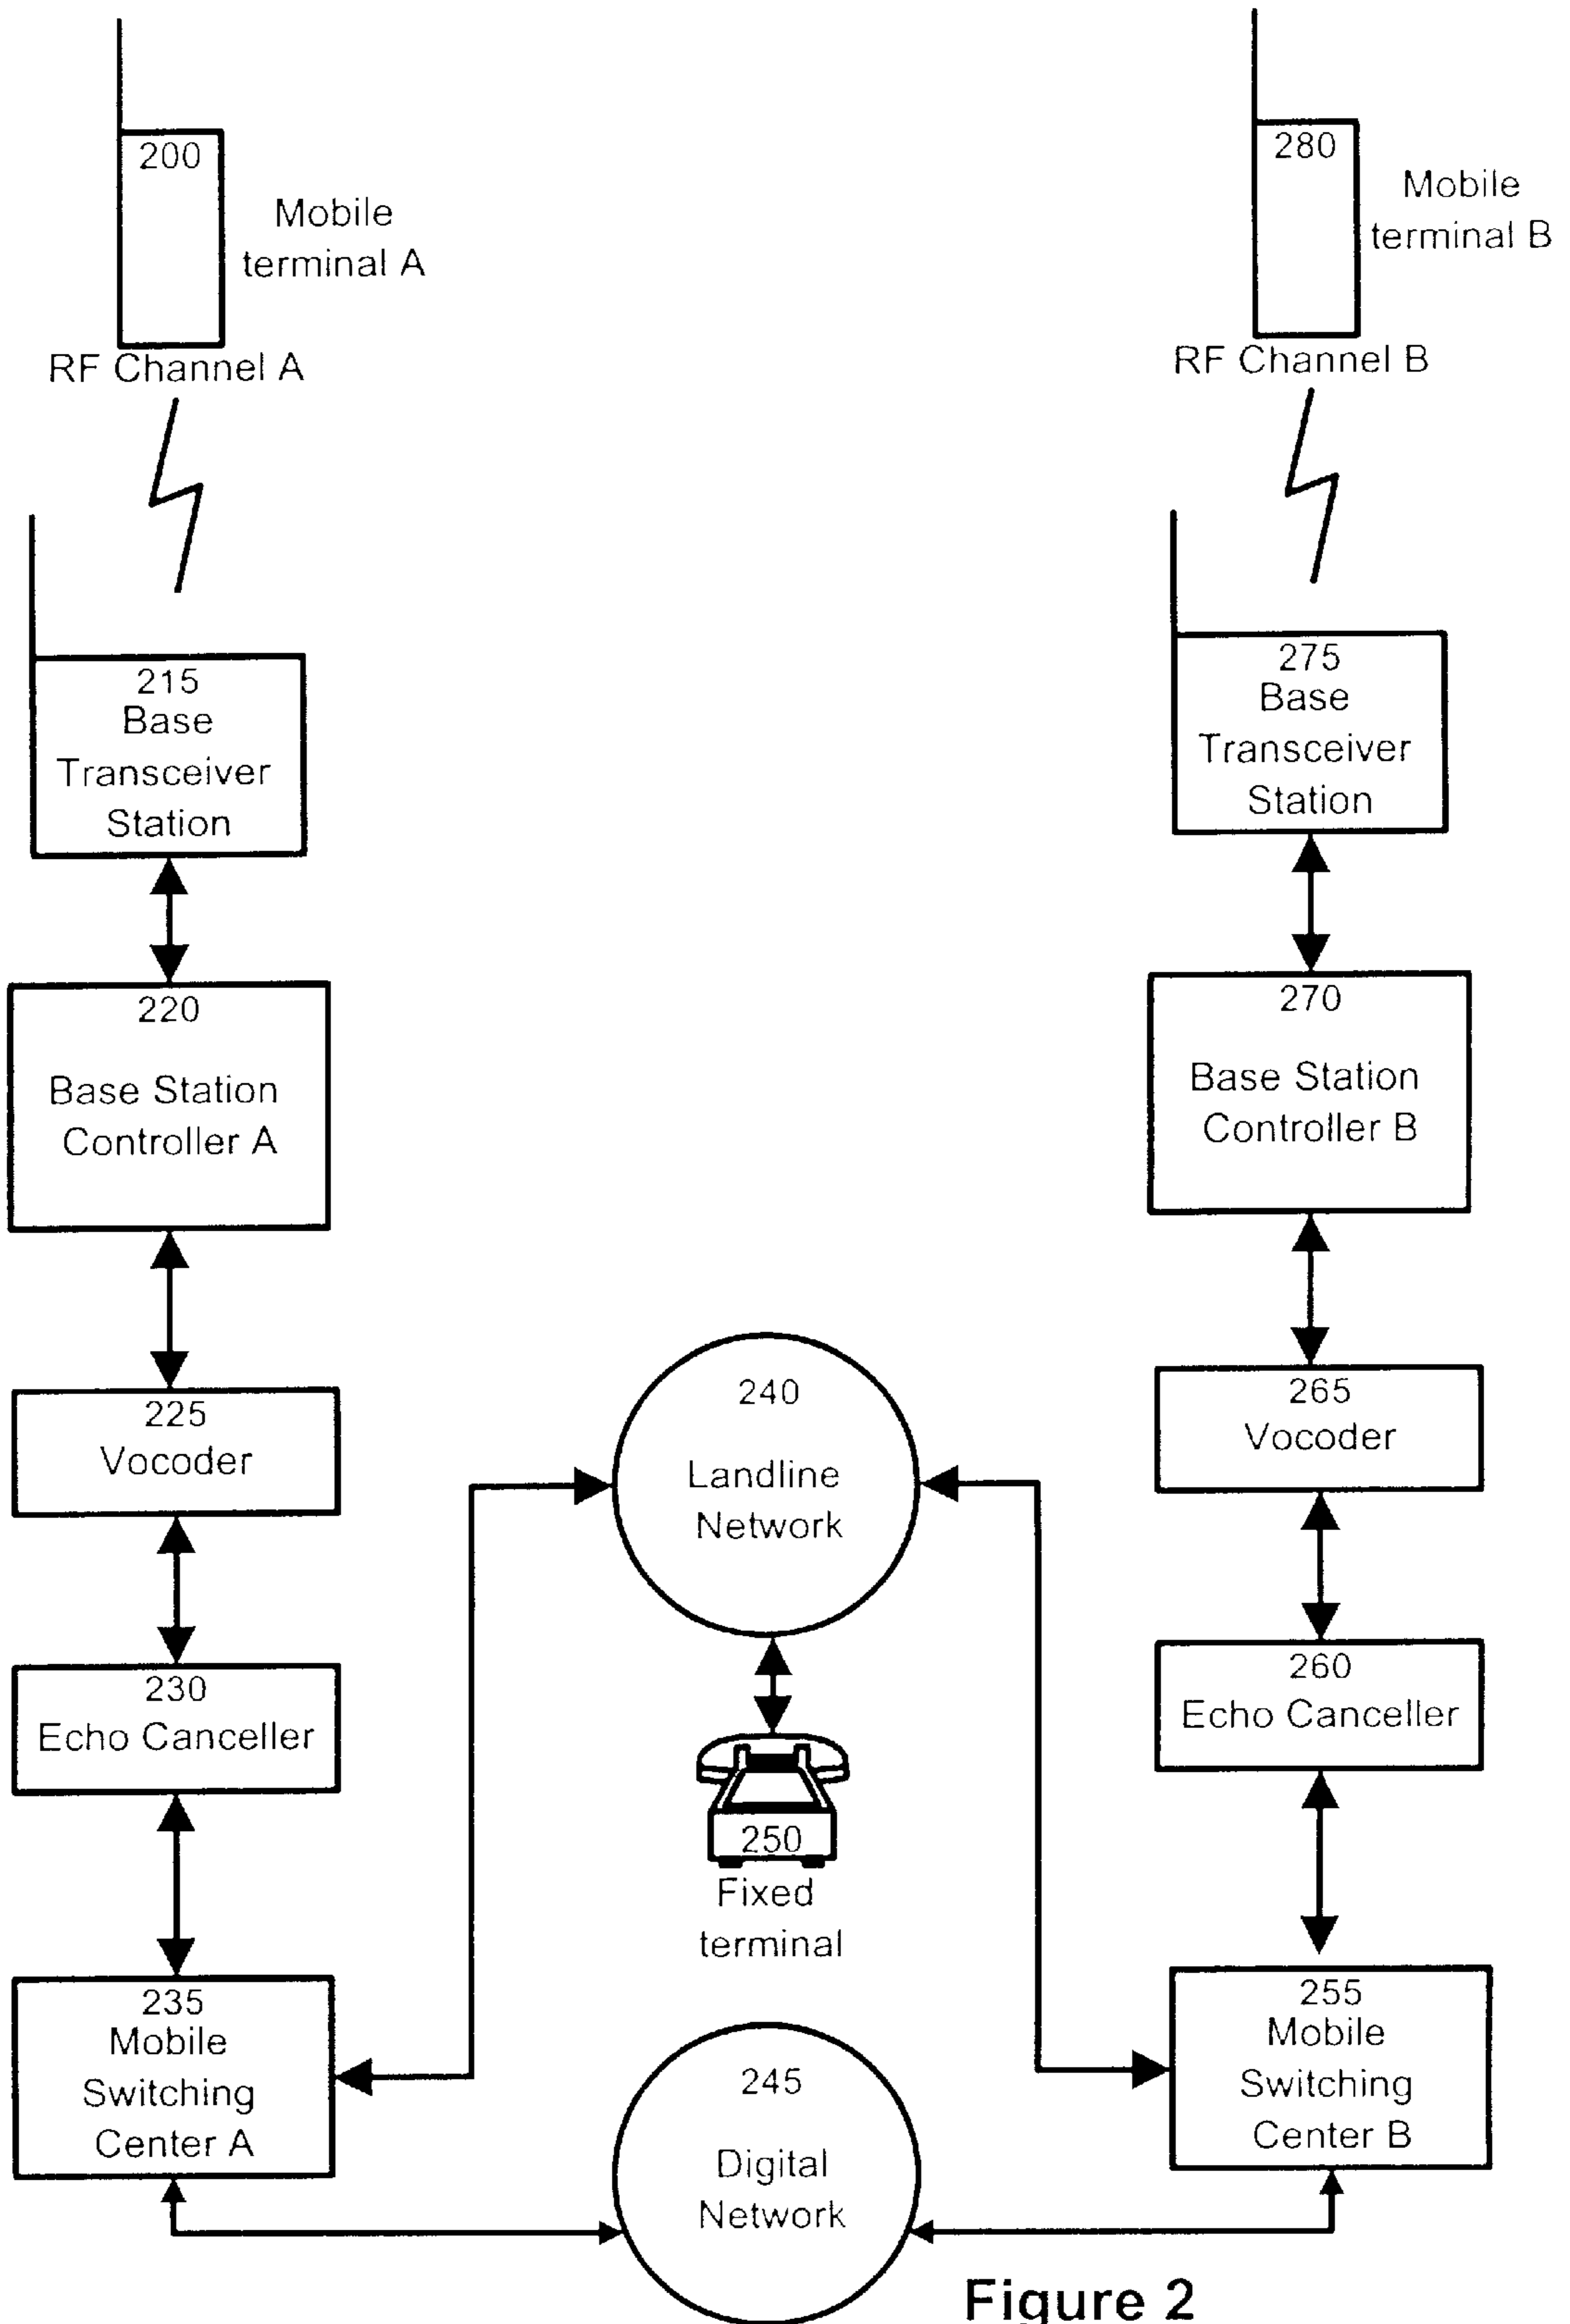 200
Mobile
terminal A
RF Channel A
280
Mobile
terminal B
RF Channel B
215
Base
Transceiver
Station
275
Base
Transceiver
Station
220
Base Station
Controller A
270
Base Station
Controller B
225
Vocoder
240
Landline
Network
265
Vocoder
230
Echo Canceller
250
Fixed
terminal
260
Echo Canceller
235
Mobile
Switching
Center A
245
Digital
Network
255
Mobile
Switching
Center B
Figure 2